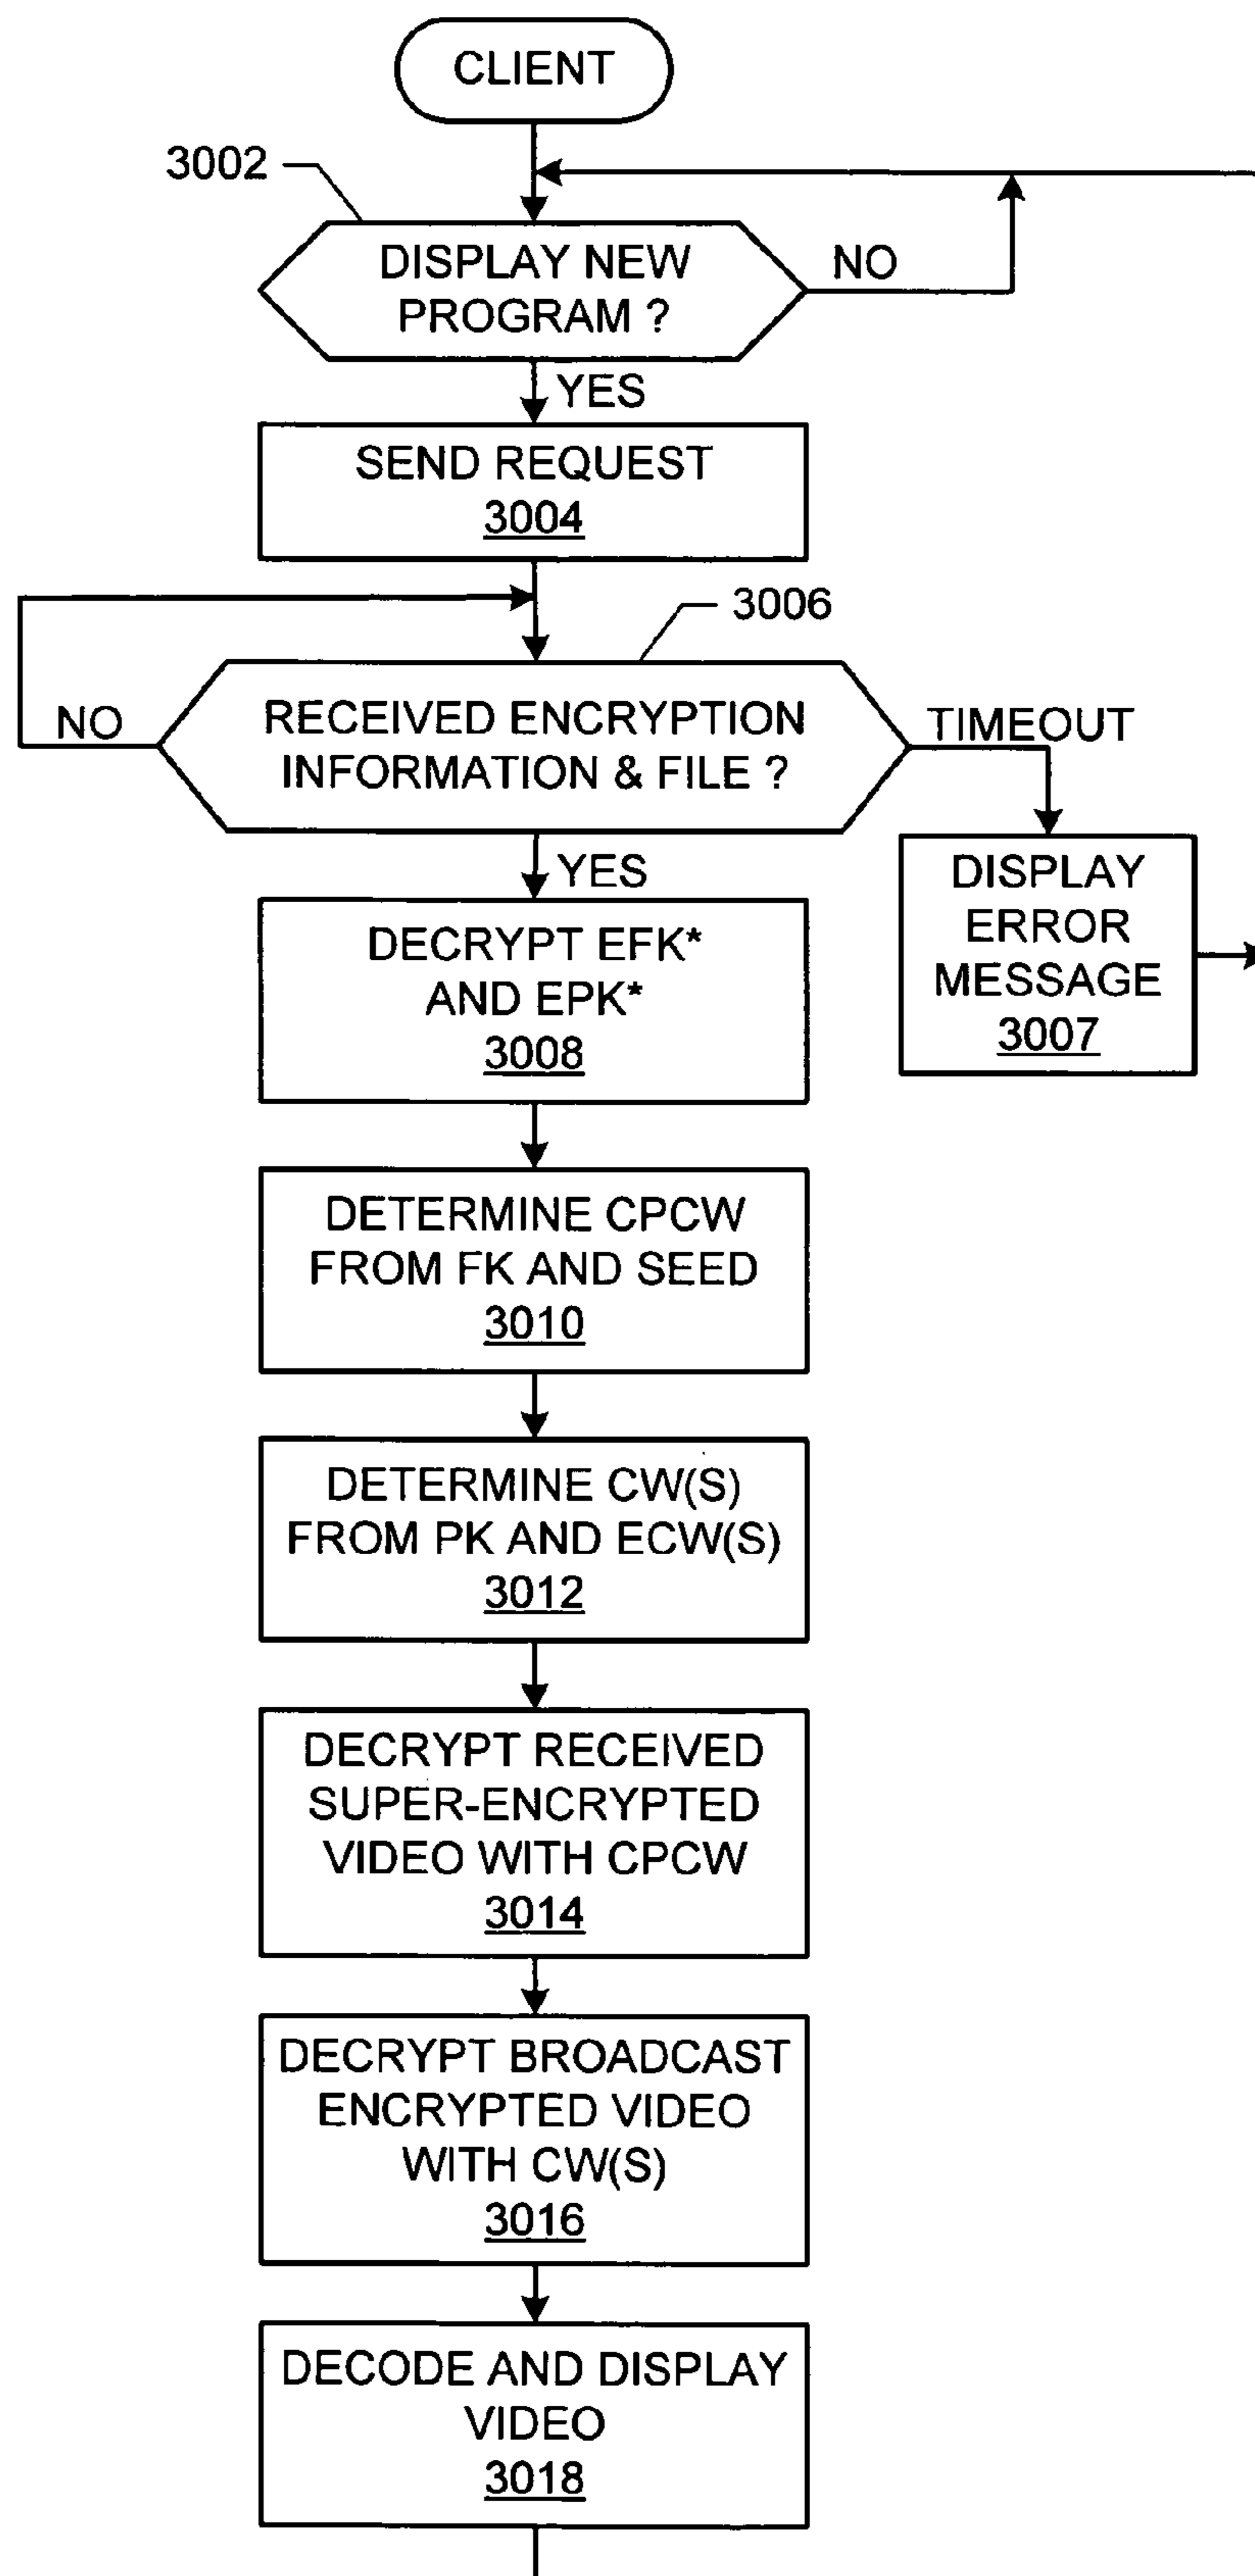 CLIENT
3002
DISPLAY NEW
PROGRAM ?
NO
YES
SEND REQUEST
3004
3006
RECEIVED ENCRYPTION
INFORMATION & FILE ?
NO
TIMEOUT
YES
DISPLAY
ERROR
MESSAGE
3007
DECRYPT EFK*
AND EPK*
3008
DETERMINE CPCW
FROM FK AND SEED
3010
DETERMINE CW(S)
FROM PK AND ECW(S)
3012
DECRYPT RECEIVED
SUPER-ENCRYPTED
VIDEO WITH CPCW
3014
DECRYPT BROADCAST
ENCRYPTED VIDEO
WITH CW(S)
3016
DECODE AND DISPLAY
VIDEO
3018